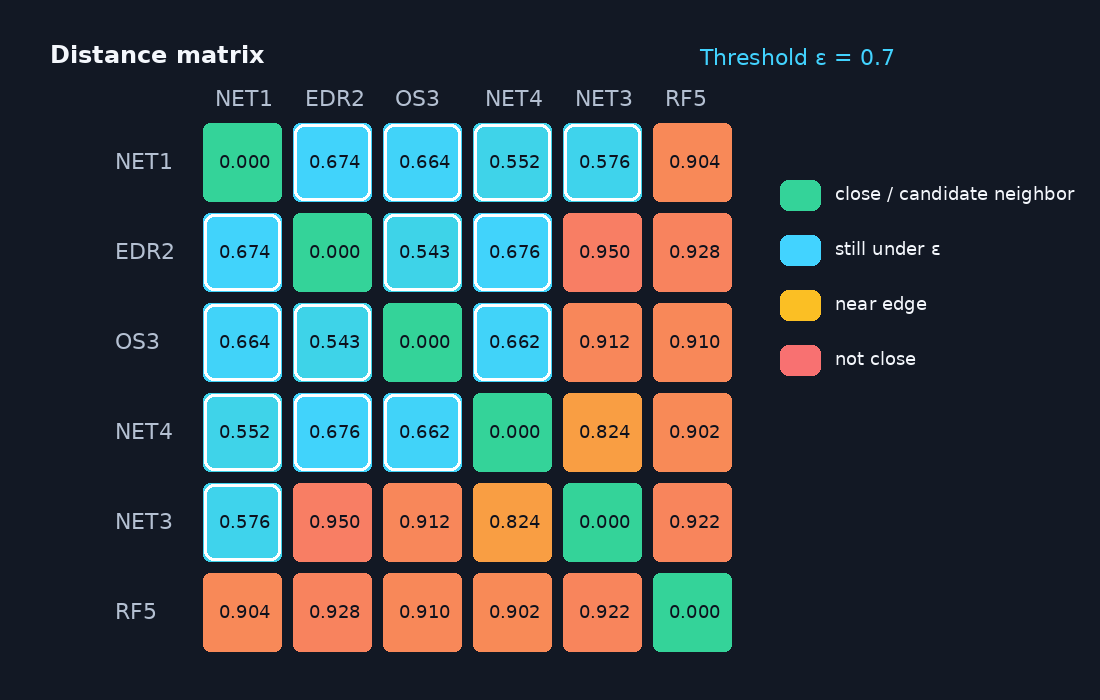 Distance matrix
Threshold ε = 0.7
NET1 EDR2 OS3 NET4 NET3 RF5
NET1 0.000 0.674 0.664 0.552 0.576 0.904
EDR2 0.674 0.000 0.543 0.676 0.950 0.928
OS3 0.664 0.543 0.000 0.662 0.912 0.910
NET4 0.552 0.676 0.662 0.000 0.824 0.902
NET3 0.576 0.950 0.912 0.824 0.000 0.922
RF5 0.904 0.928 0.910 0.902 0.922 0.000
close / candidate neighbor
still under ε
near edge
not close